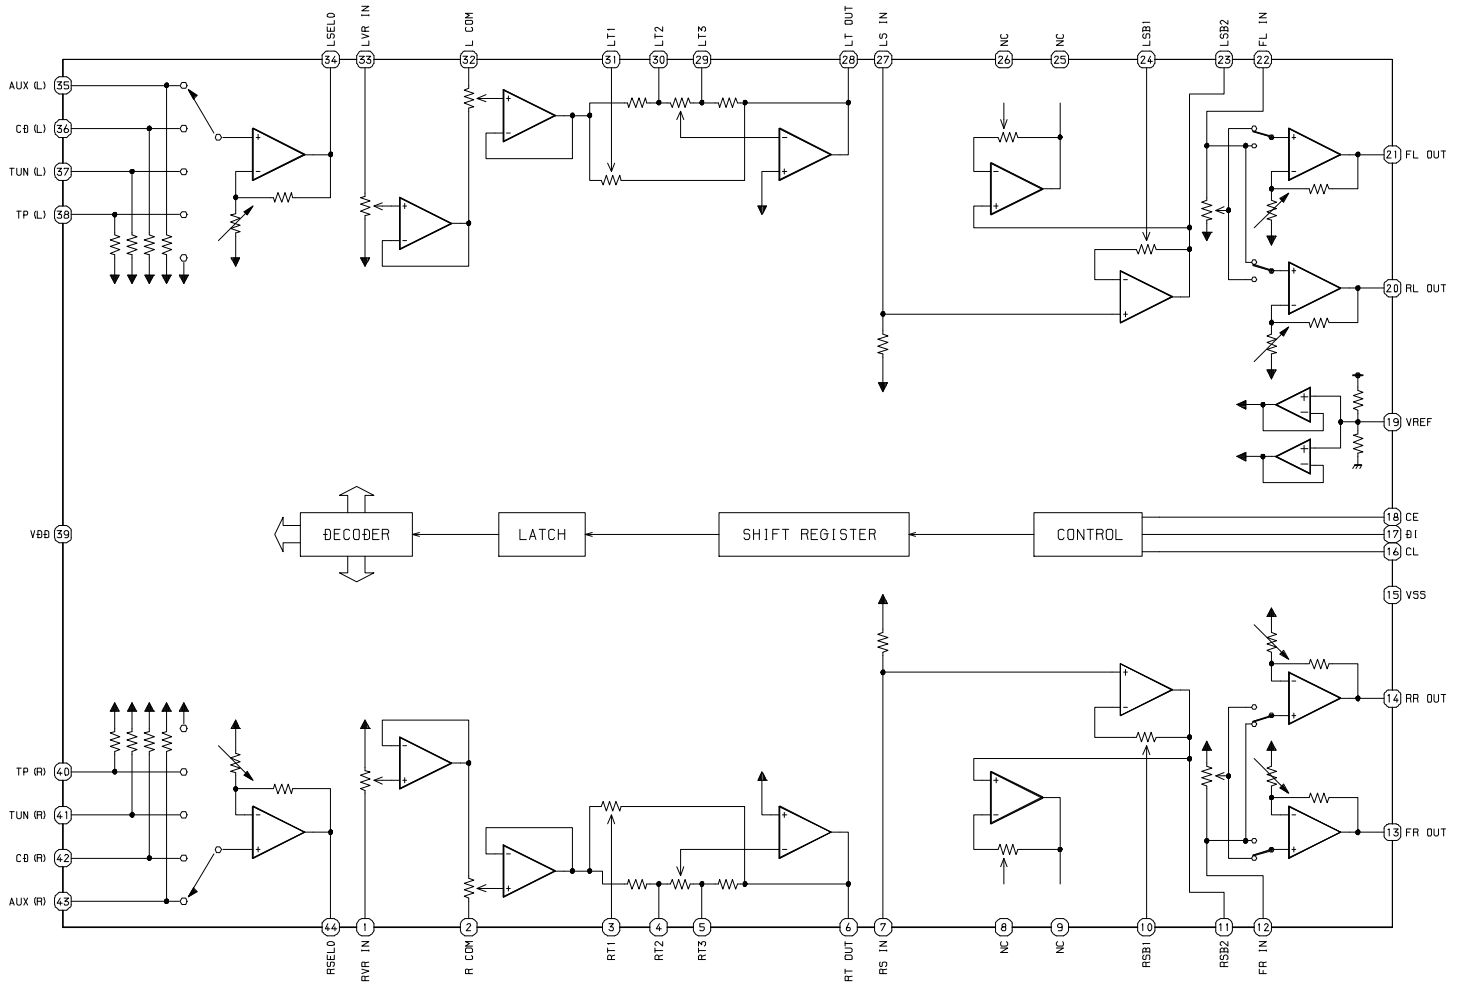 LSELO
LVR IN
L COM
LT1
LT2
LT3
LT OUT
LS IN
NC
NC
LSB1
LSB2
FL IN
34
33
32
31
30
29
28
27
26
25
24
23
22
AUX (L) 35
CD (L) 36
TUN (L) 37
TP (L) 38
21 FL OUT
20 RL OUT
19 VREF
VDD 39
DECODER
LATCH
SHIFT REGISTER
CONTROL
18 CE
17 DI
16 CL
15 VSS
14 RR OUT
TP (R) 40
TUN (R) 41
CD (R) 42
AUX (R) 43
13 FR OUT
44
1
2
3
4
5
6
7
8
9
10
11
12
RSELO
RVR IN
R COM
RT1
RT2
RT3
RT OUT
RS IN
NC
NC
RSB1
RSB2
FR IN